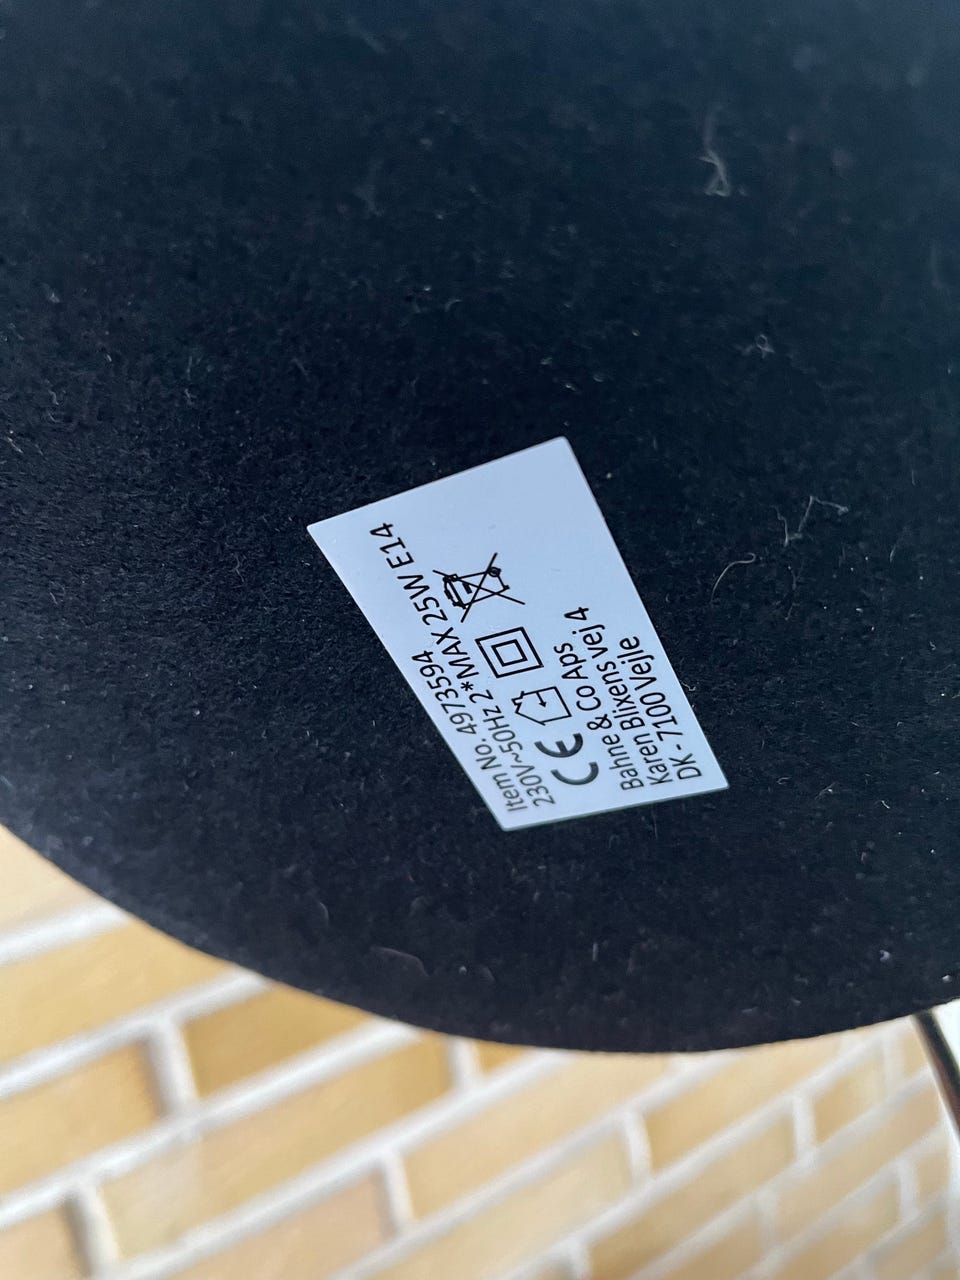 Item No. 4973594
230V~50Hz 2*MAX 25W E14
CE
Bahne & Co Aps
Karen Blixens vej 4
DK - 7100 Vejle